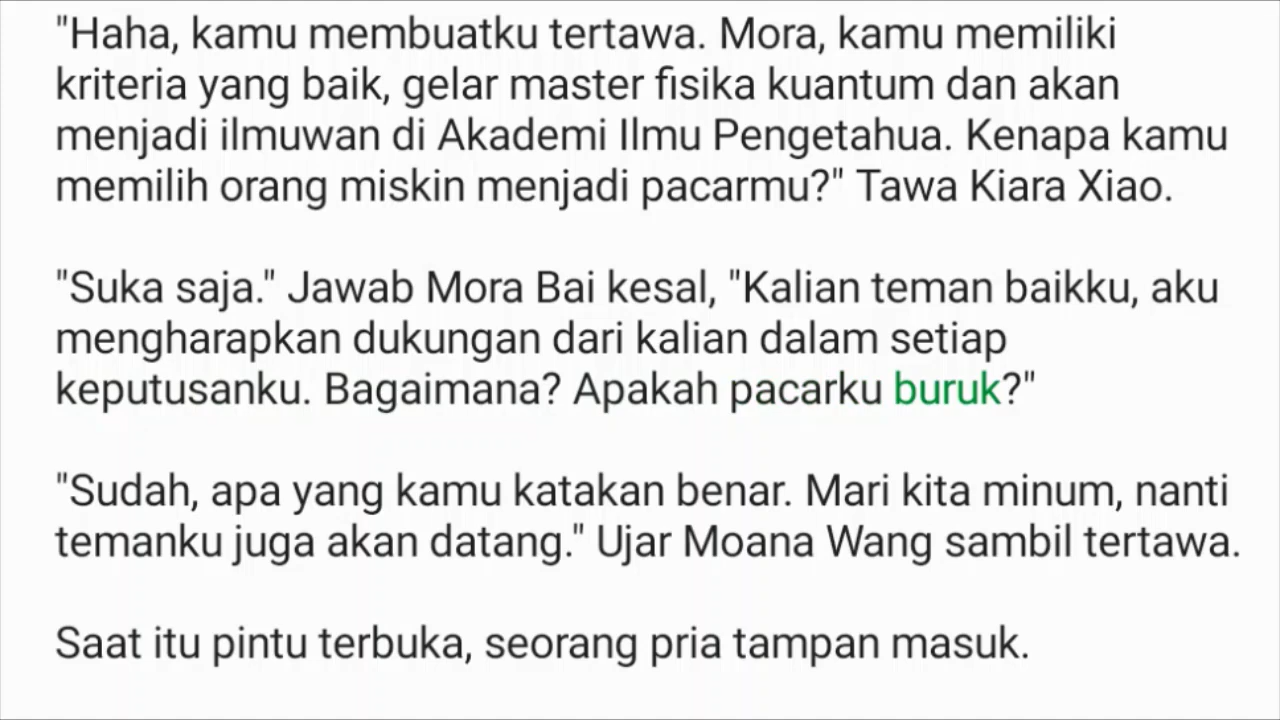 "Haha, kamu membuatku tertawa. Mora, kamu memiliki
kriteria yang baik, gelar master fisika kuantum dan akan
menjadi ilmuwan di Akademi Ilmu Pengetahua. Kenapa kamu
memilih orang miskin menjadi pacarmu?" Tawa Kiara Xiao.
"Suka saja." Jawab Mora Bai kesal, "Kalian teman baikku, aku
mengharapkan dukungan dari kalian dalam setiap
keputusanku. Bagaimana? Apakah pacarku buruk?"
"Sudah, apa yang kamu katakan benar. Mari kita minum, nanti
temanku juga akan datang." Ujar Moana Wang sambil tertawa.
Saat itu pintu terbuka, seorang pria tampan masuk.